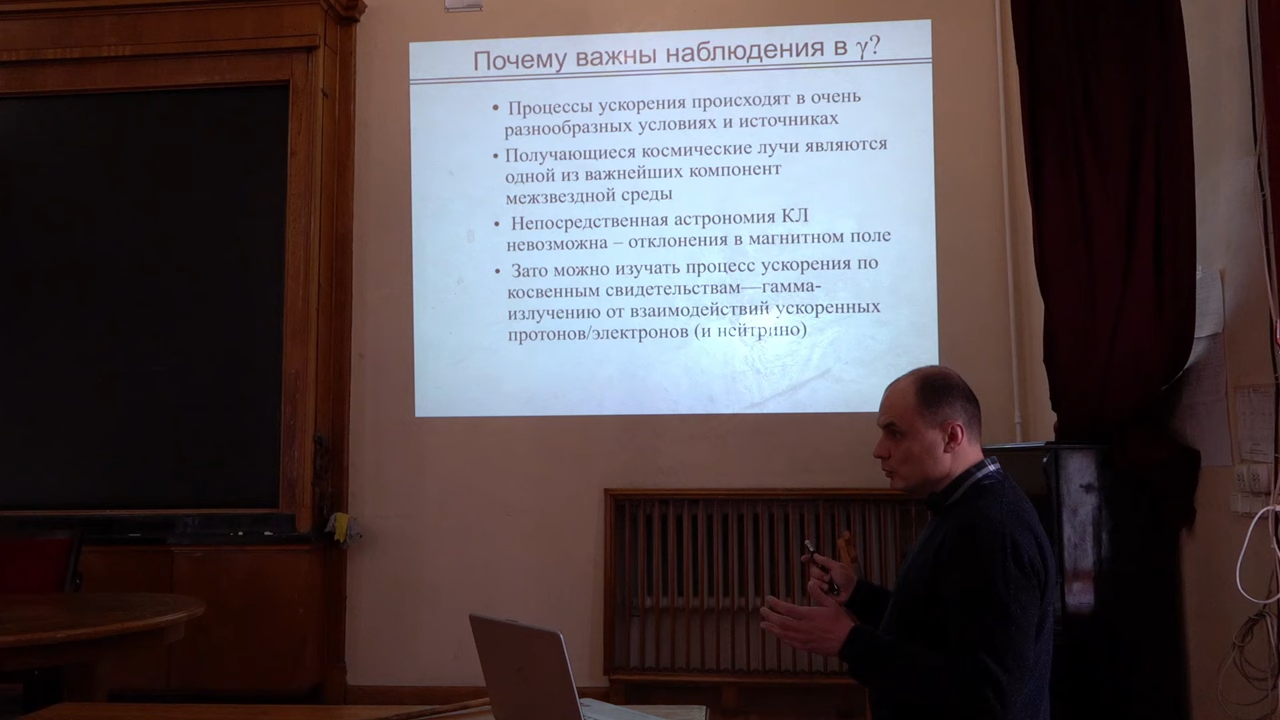 Почему важны наблюдения в γ?
• Процессы ускорения происходят в очень
разнообразных условиях и источниках
• Получающиеся космические лучи являются
одной из важнейших компонент
межзвездной среды
• Непосредственная астрономия КЛ
невозможна – отклонения в магнитном поле
• Зато можно изучать процесс ускорения по
косвенным свидетельствам—гамма-
излучению от взаимодействий ускоренных
протонов/электронов (и нейтрино)